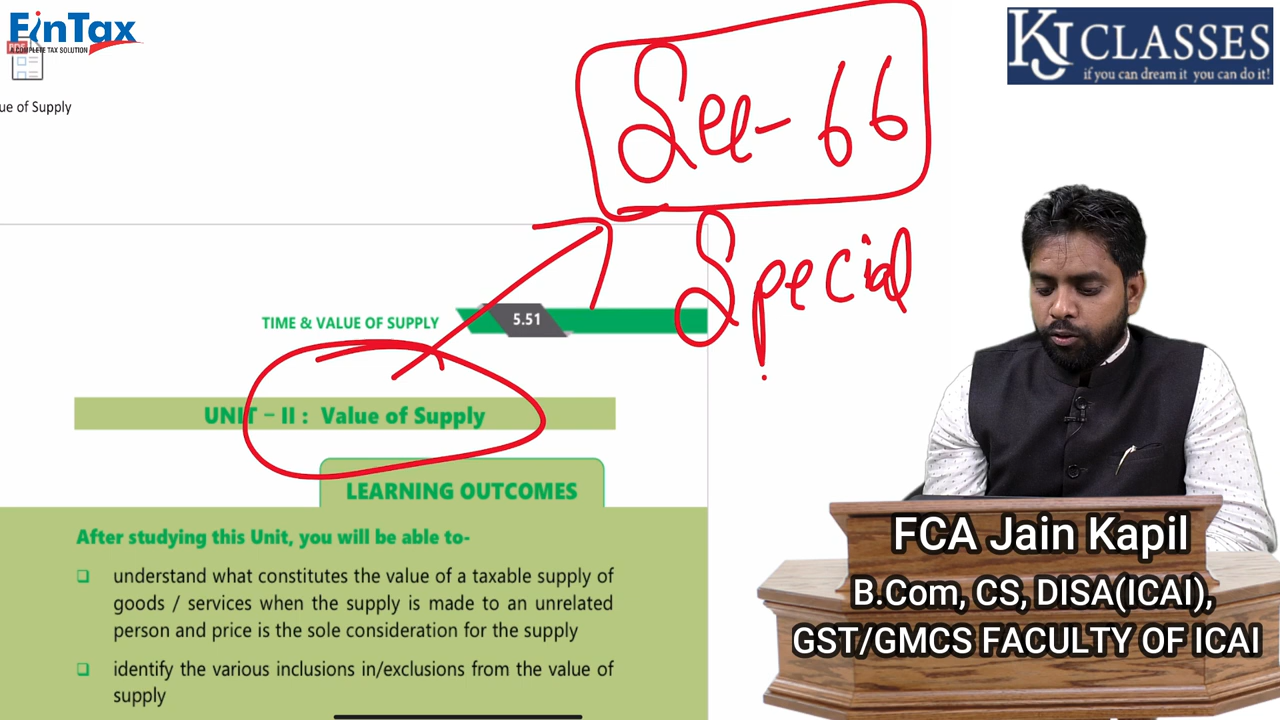 FinTax
A COMPLETE TAX SOLUTION
PDF
ue of Supply
Sec-66
Special
KJ CLASSES
if you can dream it you can do it!
TIME & VALUE OF SUPPLY 5.51
UNIT – II : Value of Supply
LEARNING OUTCOMES
After studying this Unit, you will be able to-
understand what constitutes the value of a taxable supply of
goods / services when the supply is made to an unrelated
person and price is the sole consideration for the supply
identify the various inclusions in/exclusions from the value of
supply
FCA Jain Kapil
B.Com, CS, DISA(ICAI),
GST/GMCS FACULTY OF ICAI